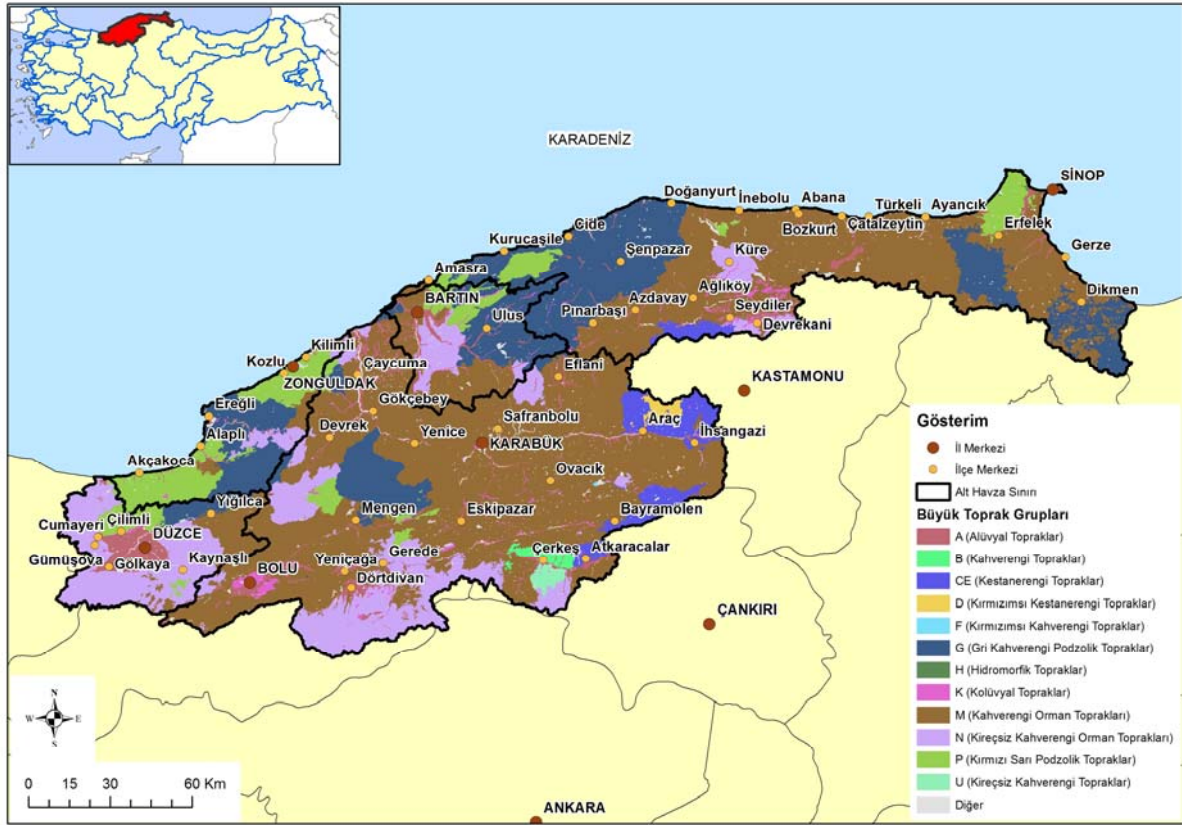 KARADENİZ
SİNOP
Doğanyurt
İnebolu
Abana
Türkeli
Ayancık
Bozkurt
Çatalzeytin
Erfelek
Cide
Kurucaşile
Şenpazar
Küre
Gerze
Amasra
Ağlıköy
Dikmen
BARTIN
Azdavay
Pınarbaşı
Seydiler
Ulus
Devrekani
Kilimli
Kozlu
Çaycuma
Eflani
ZONGULDAK
KASTAMONU
Gökçebey
Ereğli
Safranbolu
Araç
Devrek
Yenice
KARABÜK
İhsangazi
Alaplı
Akçakoca
Ovacık
Yığılca
Mengen
Eskipazar
Bayramölen
Cumayeri
Çilimli
DÜZCE
Gümüşova
Gölkaya
Kaynaşlı
Yeniçağa
Gerede
Çerkeş
Atkaracalar
BOLU
Dörtdivan
ÇANKIRI
ANKARA
Gösterim
İl Merkezi
İlçe Merkezi
Alt Havza Sınırı
Büyük Toprak Grupları
A (Alüvyal Topraklar)
B (Kahverengi Topraklar)
CE (Kestanerengi Topraklar)
D (Kırmızımsı Kestanerengi Topraklar)
F (Kırmızımsı Kahverengi Topraklar)
G (Gri Kahverengi Podzolik Topraklar)
H (Hidromorfik Topraklar)
K (Kolüvyal Topraklar)
M (Kahverengi Orman Toprakları)
N (Kireçsiz Kahverengi Orman Toprakları)
P (Kırmızı Sarı Podzolik Topraklar)
U (Kireçsiz Kahverengi Topraklar)
Diğer
N
W E
S
0 15 30 60 Km